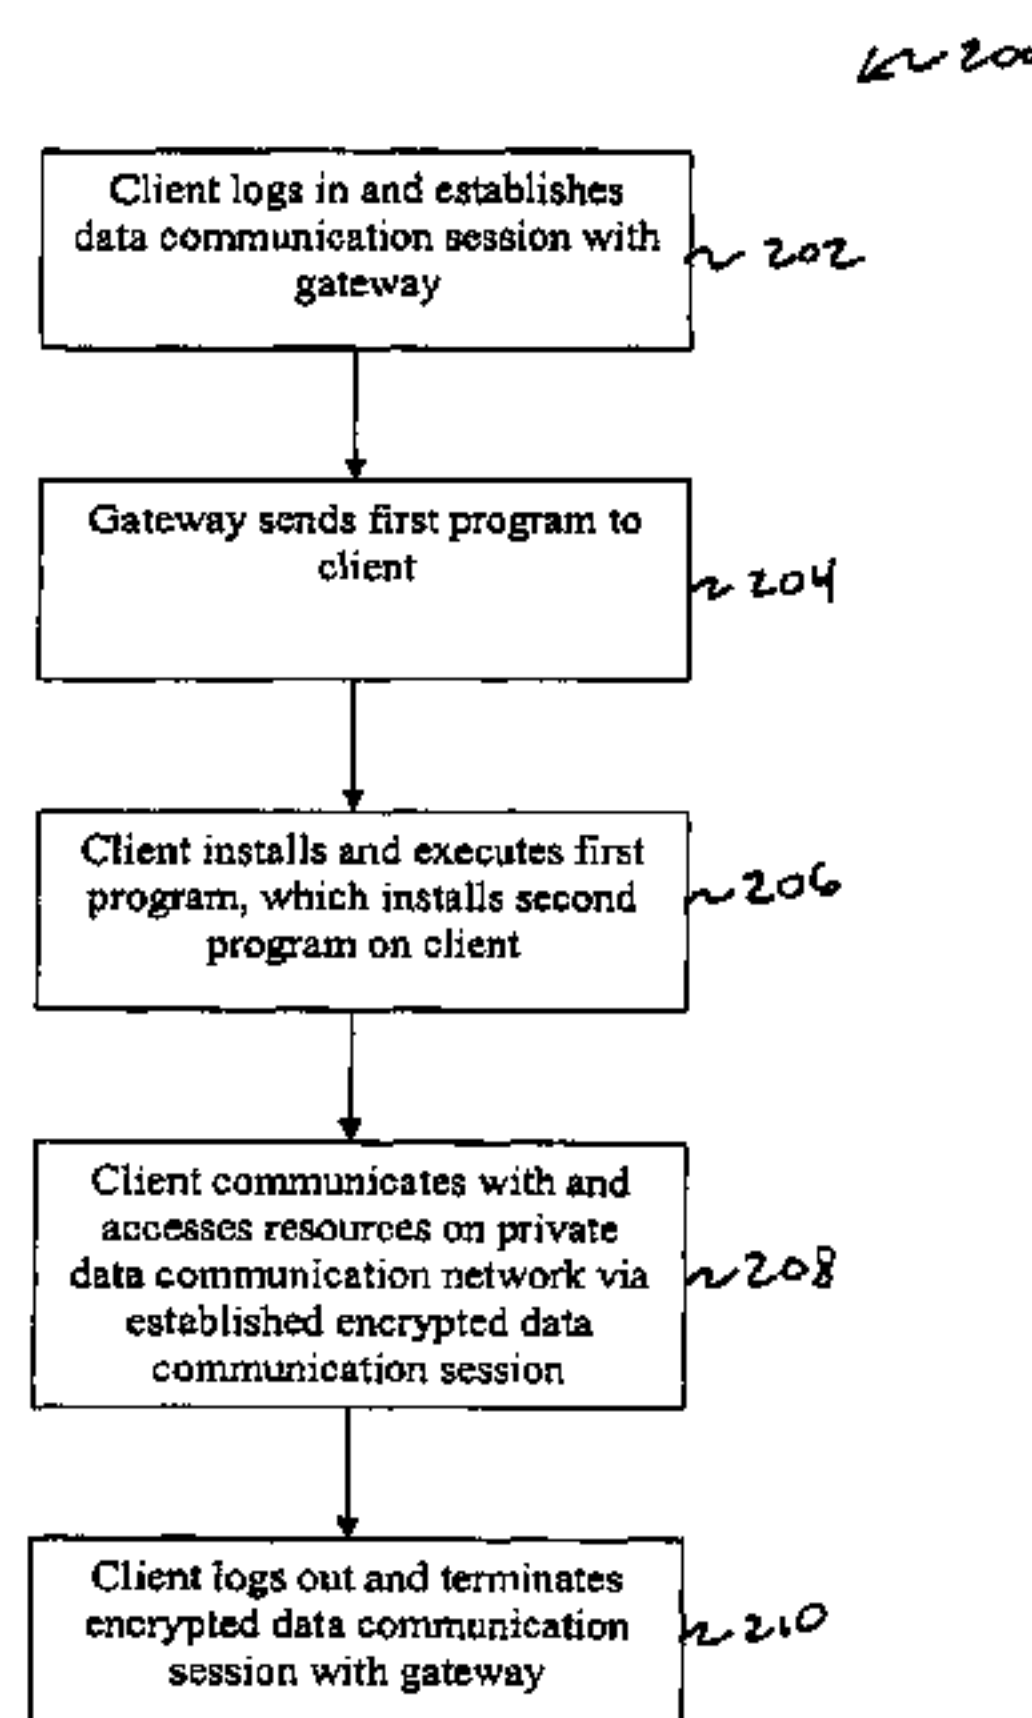 200
Client logs in and establishes
data communication session with
gateway
202
Gateway sends first program to
client
204
Client installs and executes first
program, which installs second
program on client
206
Client communicates with and
accesses resources on private
data communication network via
established encrypted data
communication session
208
Client logs out and terminates
encrypted data communication
session with gateway
210